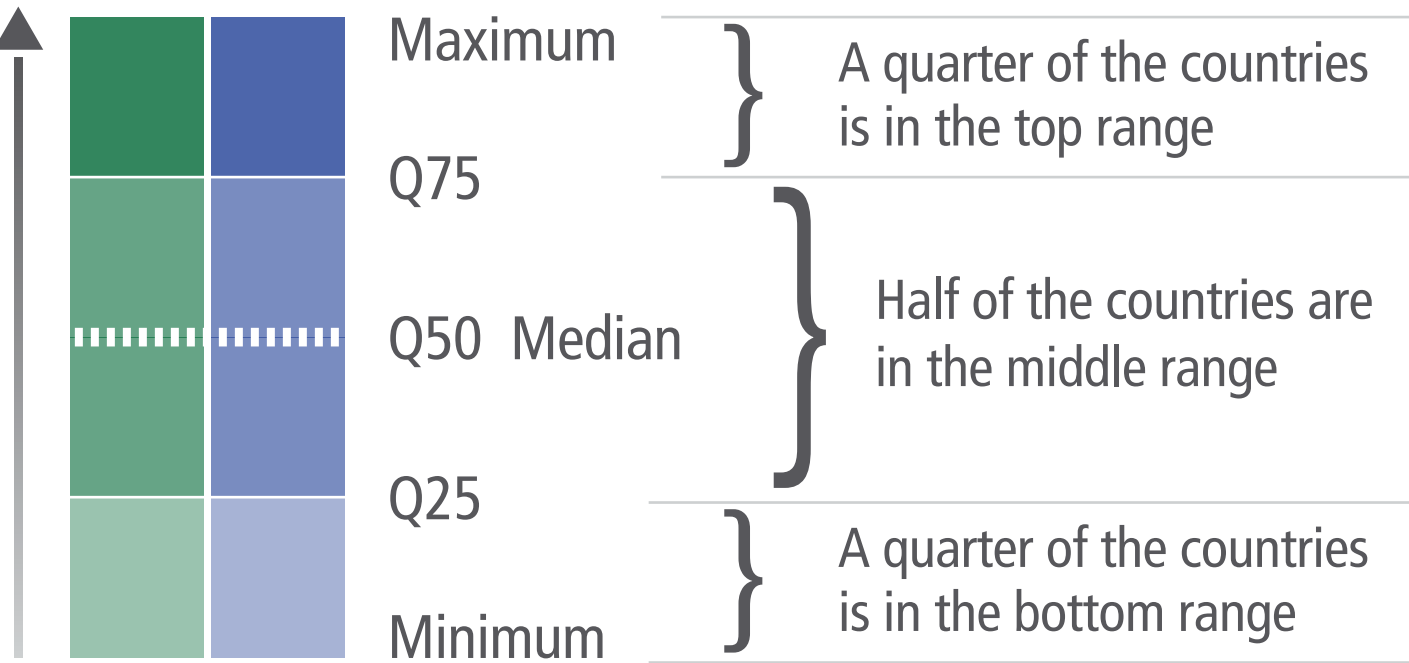 Maximum
A quarter of the countries
is in the top range
Q75
Half of the countries are
in the middle range
Q50 Median
Q25
A quarter of the countries
is in the bottom range
Minimum